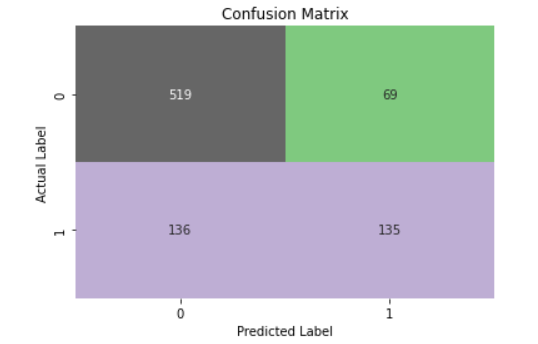 Confusion Matrix
Actual Label
0
519
69
1
136
135
0
1
Predicted Label